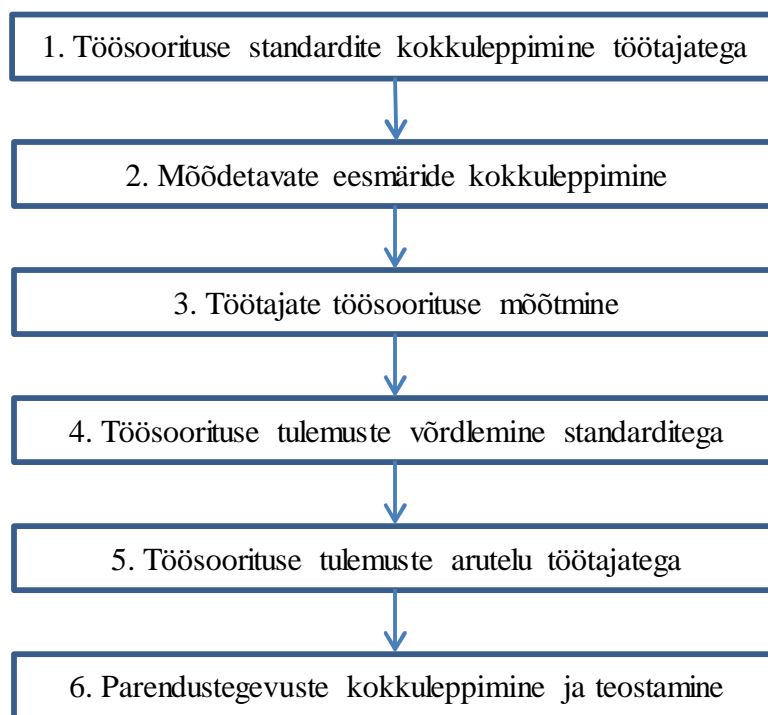 1. Töösoorituse standardite kokkuleppimine töötajatega
2. Mõõdetavate eesmäride kokkuleppimine
3. Töötajate töösoorituse mõõtmine
4. Töösoorituse tulemuste võrdlemine standarditega
5. Töösoorituse tulemuste arutelu töötajatega
6. Parendustegevuste kokkuleppimine ja teostamine